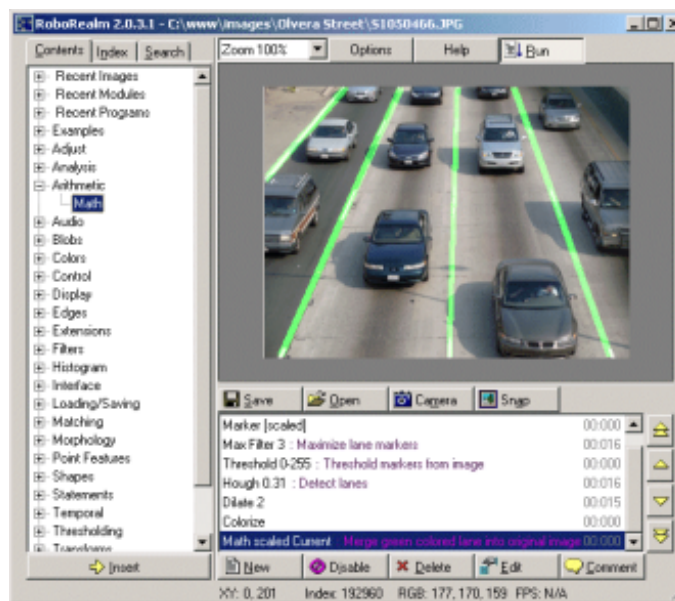 RoboRealm 2.0.3.1 - C:\www\images\Olvera Street\S1050466.JPG
Contents Index Search
Zoom 100% Options Help Run
Recent Images
Recent Modules
Recent Programs
Examples
Adjust
Analysis
Arithmetic
Math
Audio
Blobs
Colors
Control
Display
Edges
Extensions
Filters
Histogram
Interface
Loading/Saving
Matching
Morphology
Point Features
Shapes
Statements
Temporal
Thresholding
Transforms
Insert
Save Open Camera Snap
Marker [scaled] 00:000
Max Filter 3 : Maximize lane markers 00:016
Threshold 0-255 : Threshold markers from image 00:000
Hough 0.31 : Detect lanes 00:016
Dilate 2 00:015
Colorize 00:000
Math scaled Current : Merge green colored lane into original image 00:000
New Disable Delete Edit Comment
XY: 0, 201 Index: 192960 RGB: 177, 170, 159 FPS: N/A